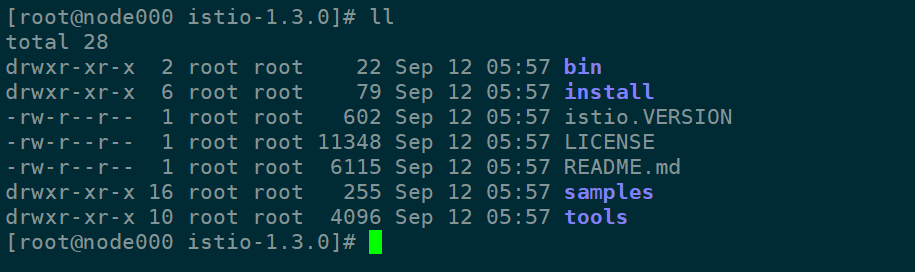 [root@node000 istio-1.3.0]# ll
total 28
drwxr-xr-x  2 root root    22 Sep 12 05:57 bin
drwxr-xr-x  6 root root    79 Sep 12 05:57 install
-rw-r--r--  1 root root   602 Sep 12 05:57 istio.VERSION
-rw-r--r--  1 root root 11348 Sep 12 05:57 LICENSE
-rw-r--r--  1 root root  6115 Sep 12 05:57 README.md
drwxr-xr-x 16 root root   255 Sep 12 05:57 samples
drwxr-xr-x 10 root root  4096 Sep 12 05:57 tools
[root@node000 istio-1.3.0]#